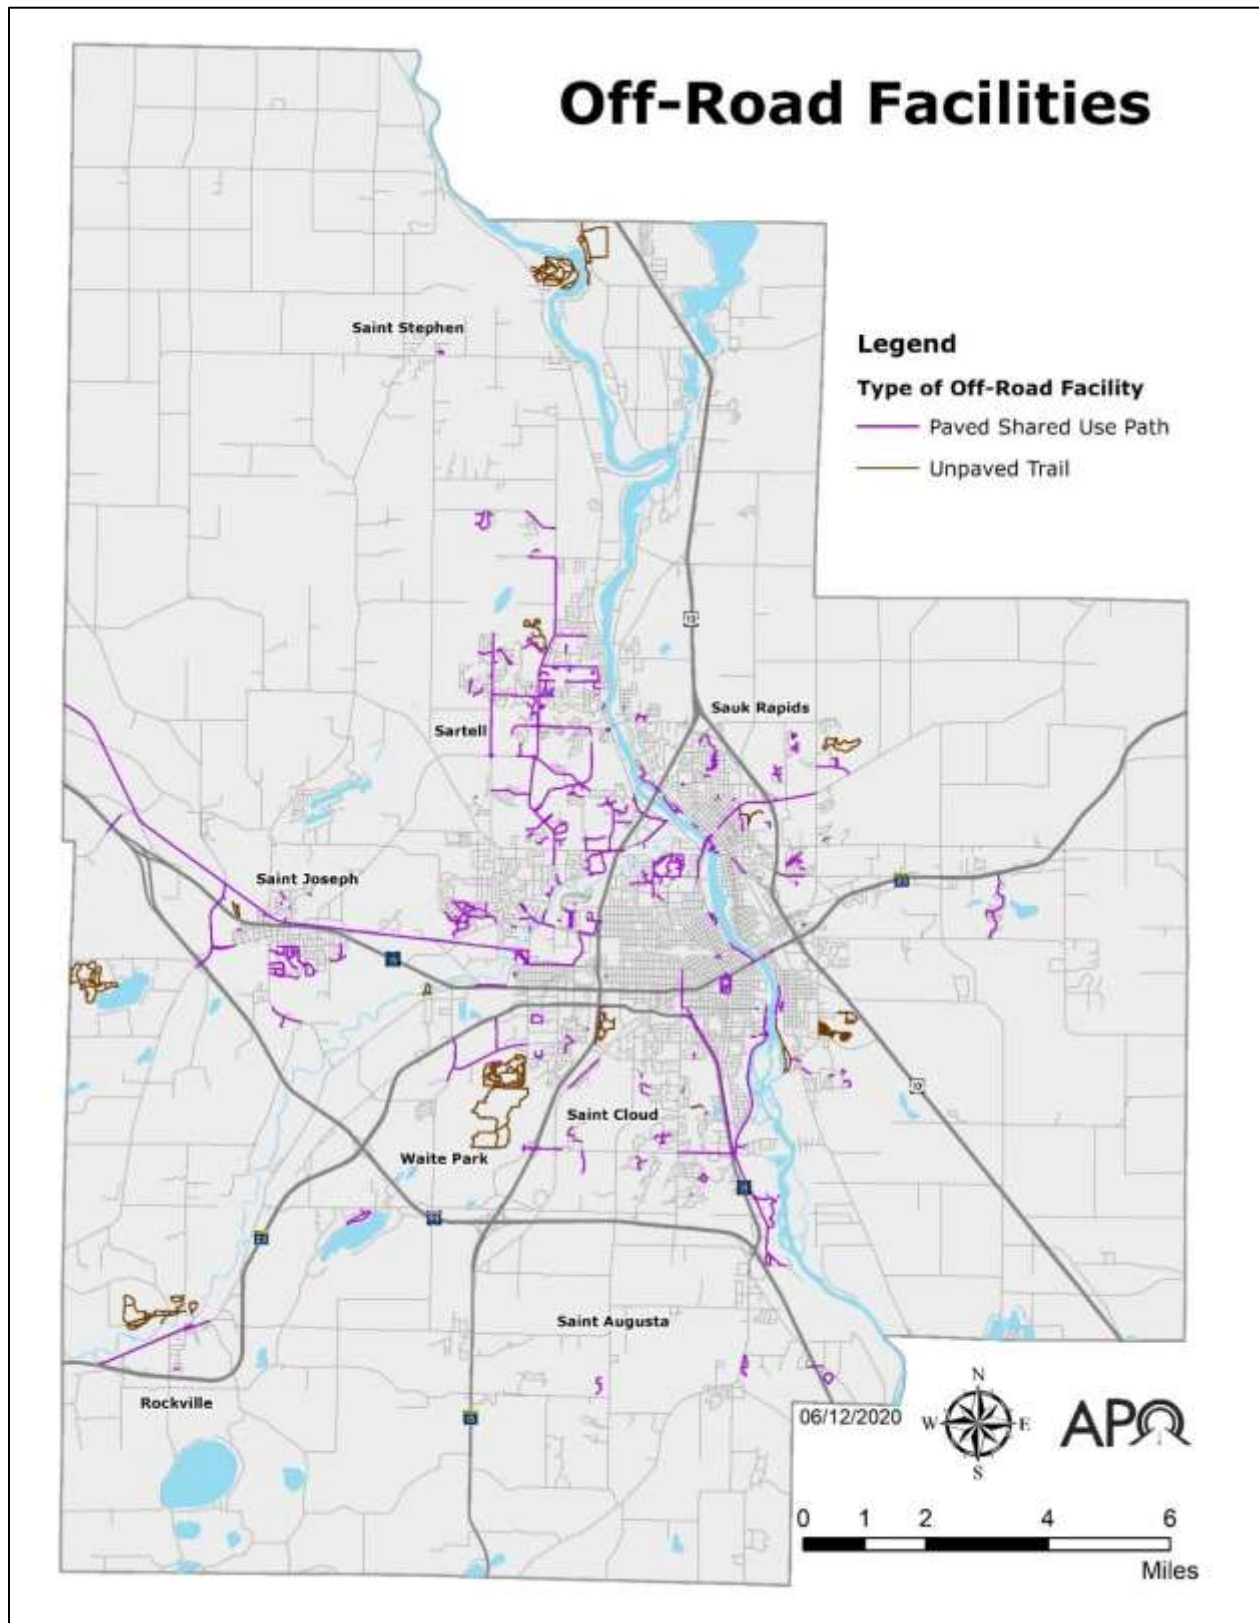 Off-Road Facilities
Saint Stephen
Legend
Type of Off-Road Facility
Paved Shared Use Path
Unpaved Trail
Sauk Rapids
Sartell
Saint Joseph
Saint Cloud
Waite Park
Saint Augusta
Rockville
06/12/2020
N
W E
S
APO
0 1 2 4 6
Miles
10